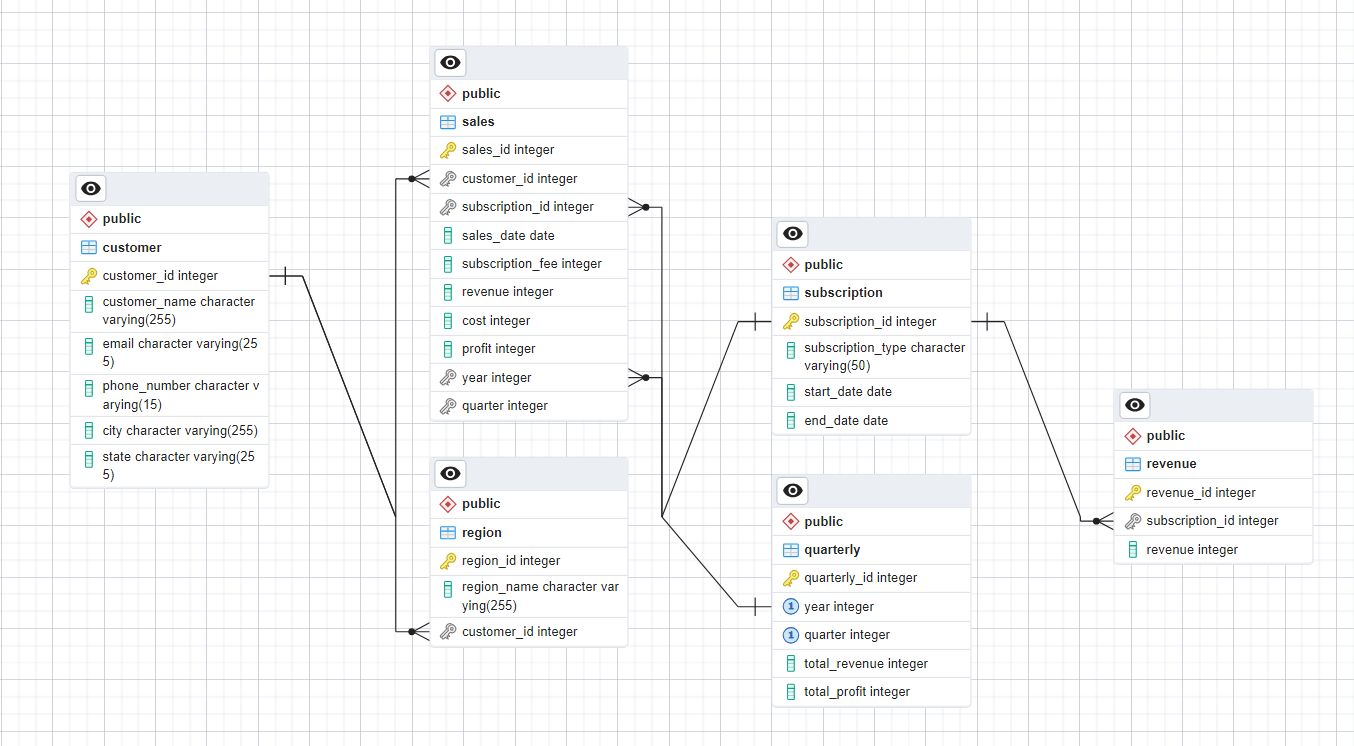 public
customer
customer_id integer
customer_name character
varying(255)
email character varying(25
5)
phone_number character v
arying(15)
city character varying(255)
state character varying(25
5)
public
sales
sales_id integer
customer_id integer
subscription_id integer
sales_date date
subscription_fee integer
revenue integer
cost integer
profit integer
year integer
quarter integer
public
region
region_id integer
region_name character var
ying(255)
customer_id integer
public
subscription
subscription_id integer
subscription_type character
varying(50)
start_date date
end_date date
public
quarterly
quarterly_id integer
1 year integer
1 quarter integer
total_revenue integer
total_profit integer
public
revenue
revenue_id integer
subscription_id integer
revenue integer